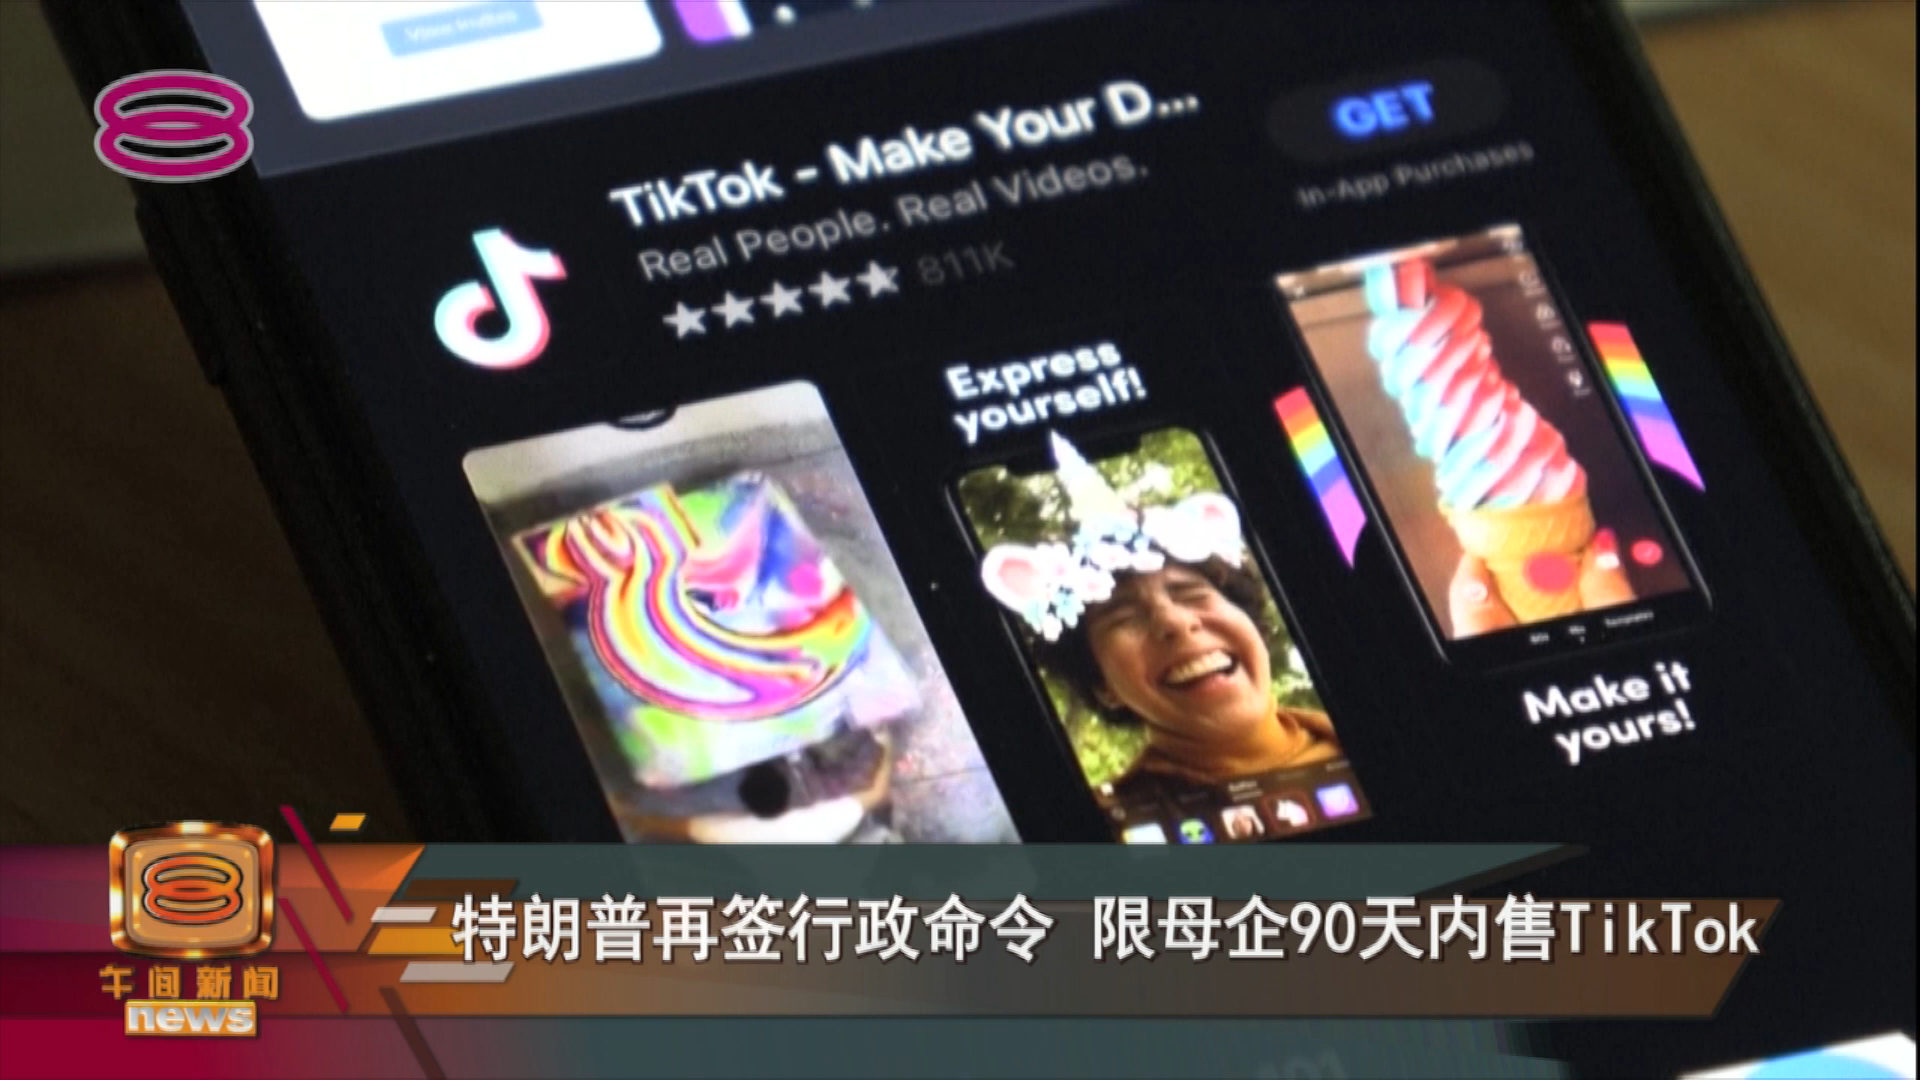 View Profiles
TikTok - Make Your D...
Real People. Real Videos.
811K
GET
In-App Purchases
Express
yourself!
Make it
yours!
特朗普再签行政命令 限母企90天内售TikTok
午间新闻
news